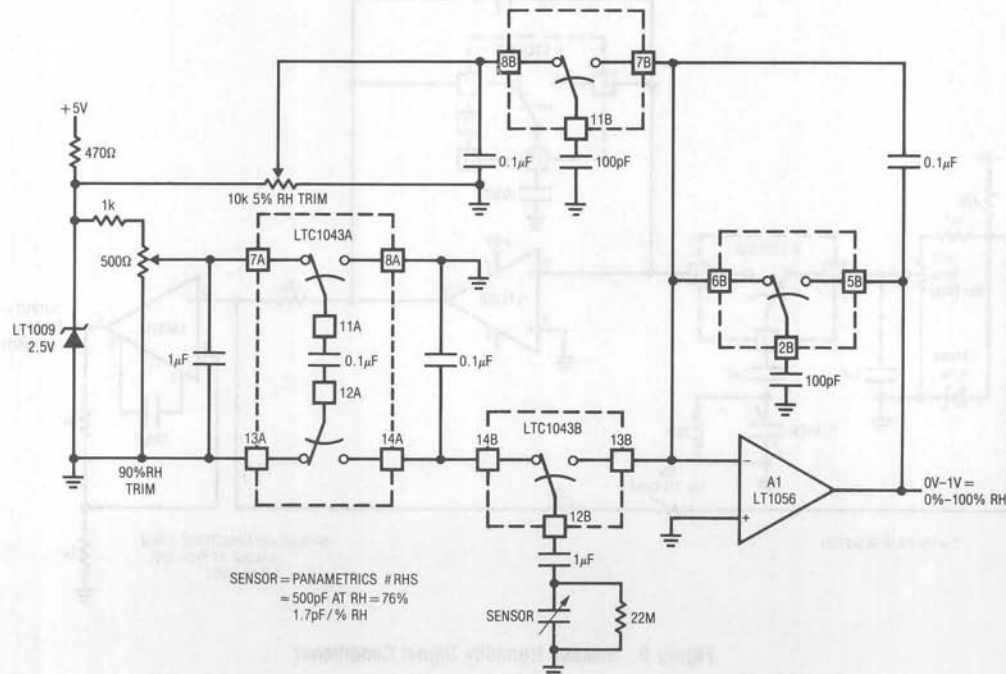 8B
7B
11B
+5V
470Ω
0.1μF
100pF
0.1μF
10k 5% RH TRIM
1k
LTC1043A
7A
8A
500Ω
11A
6B
5B
LT1009
2.5V
1μF
0.1μF
0.1μF
2B
12A
100pF
13A
14A
LTC1043B
14B
13B
90%RH
TRIM
A1
LT1056
−
+
0V–1V =
0%–100% RH
12B
1μF
SENSOR = PANAMETRICS #RHS
≈ 500pF AT RH = 76%
1.7pF/% RH
SENSOR
22M